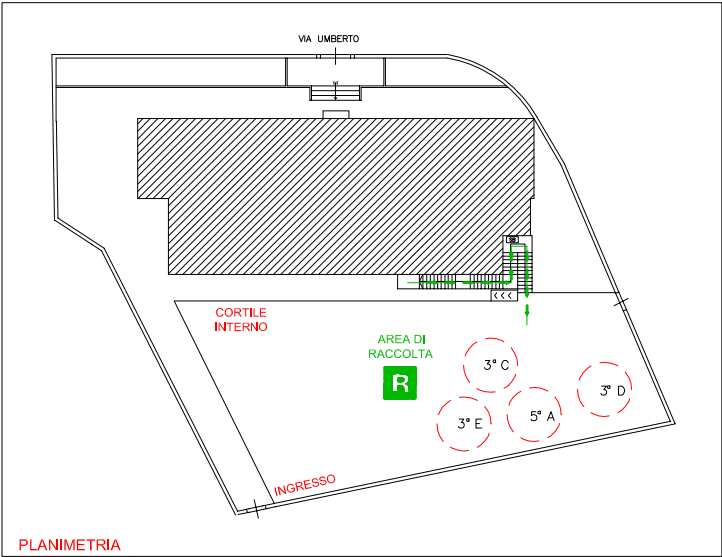 VIA UMBERTO
CORTILE
INTERNO
AREA DI
RACCOLTA
R
3° C
3° D
3° E
5° A
INGRESSO
PLANIMETRIA